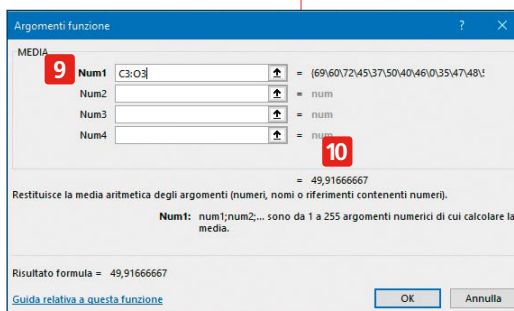 Argomenti funzione ? ×
MEDIA
9 Num1 C3:O3 = {69\60\72\45\37\50\40\46\0\35\47\48\
Num2 = num
Num3 = num
Num4 = num
10
= 49,91666667
Restituisce la media aritmetica degli argomenti (numeri, nomi o riferimenti contenenti numeri).
Num1: num1;num2;... sono da 1 a 255 argomenti numerici di cui calcolare la
media.
Risultato formula = 49,91666667
Guida relativa a questa funzione OK Annulla